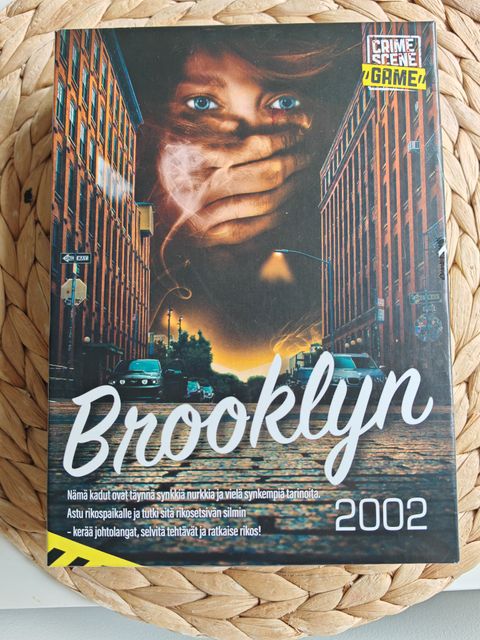 CRIME
SCENE
GAME
Brooklyn
Nämä kadut ovat täynnä synkkiä nurkkia ja vielä synkempiä tarinoita.
Astu rikospaikalle ja tutki sitä rikosetsivän silmin
- kerää johtolangat, selvitä tehtävät ja ratkaise rikos!
2002